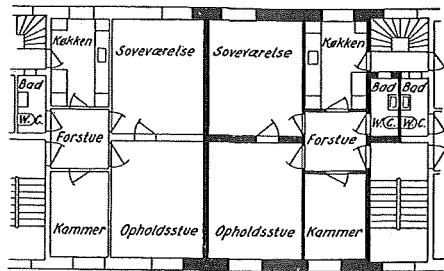 Køkken
Soveværelse
Soveværelse
Køkken
Bad
W.C.
Bad
W.C.
Bad
W.C.
Forstue
Forstue
Kammer
Opholdsstue
Opholdsstue
Kammer